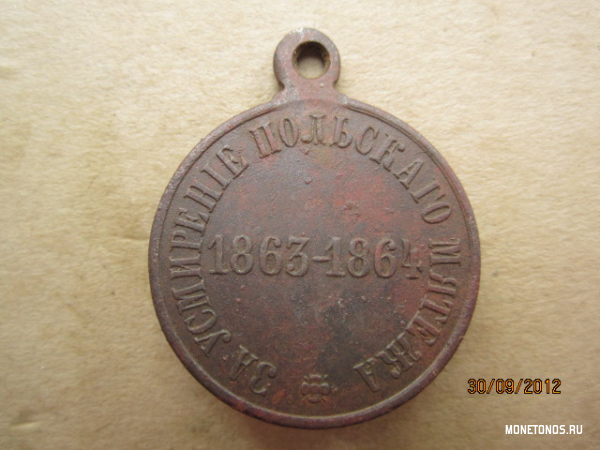 ЗА УСМИРЕНІЕ ПОЛЬСКАГО МЯТЕЖА
1863-1864
30/09/2012
MONETONOS.RU